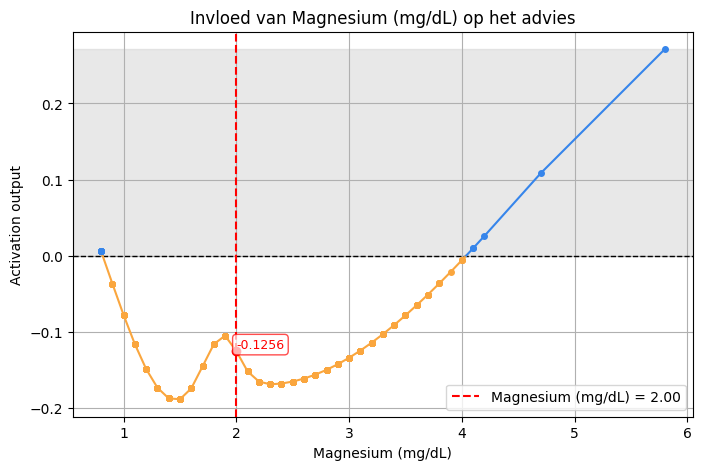 Invloed van Magnesium (mg/dL) op het advies
Activation output
0.2
0.1
0.0
−0.1
−0.2
-0.1256
Magnesium (mg/dL) = 2.00
1 2 3 4 5 6
Magnesium (mg/dL)